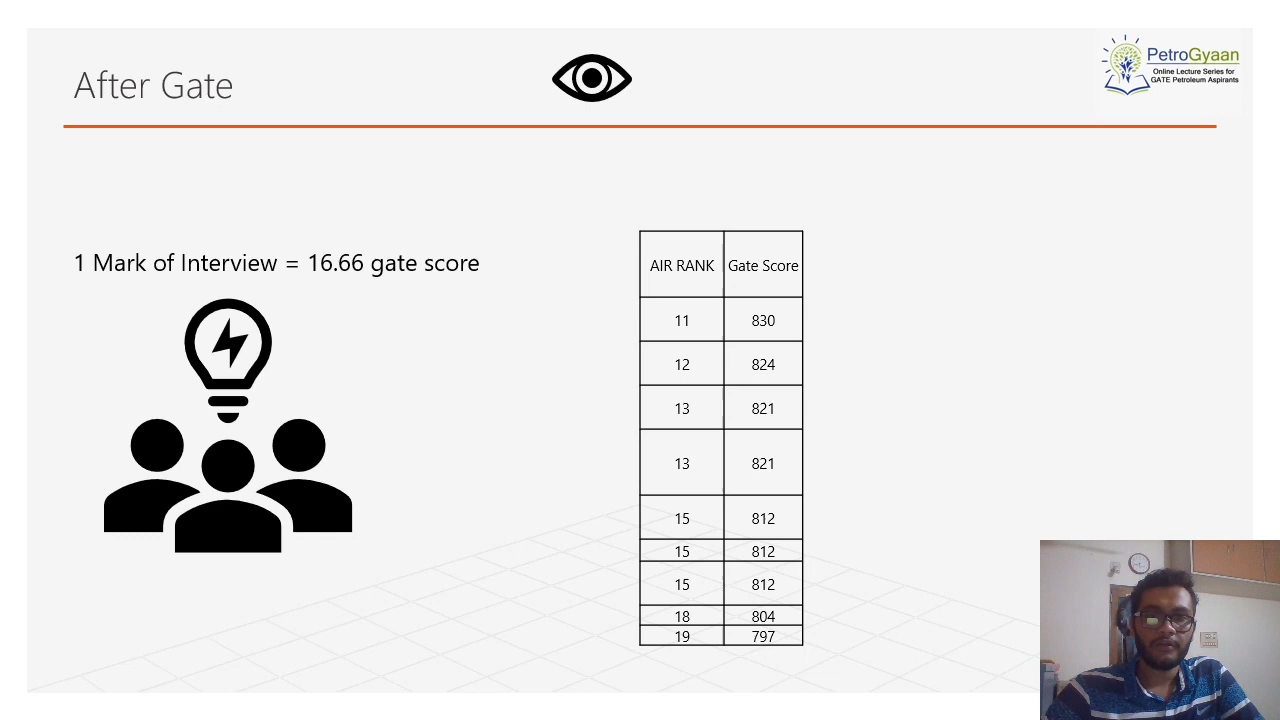 After Gate
PetroGyaan
Online Lecture Series for
GATE Petroleum Aspirants
1 Mark of Interview = 16.66 gate score
AIR RANK Gate Score
11 830
12 824
13 821
13 821
15 812
15 812
15 812
18 804
19 797